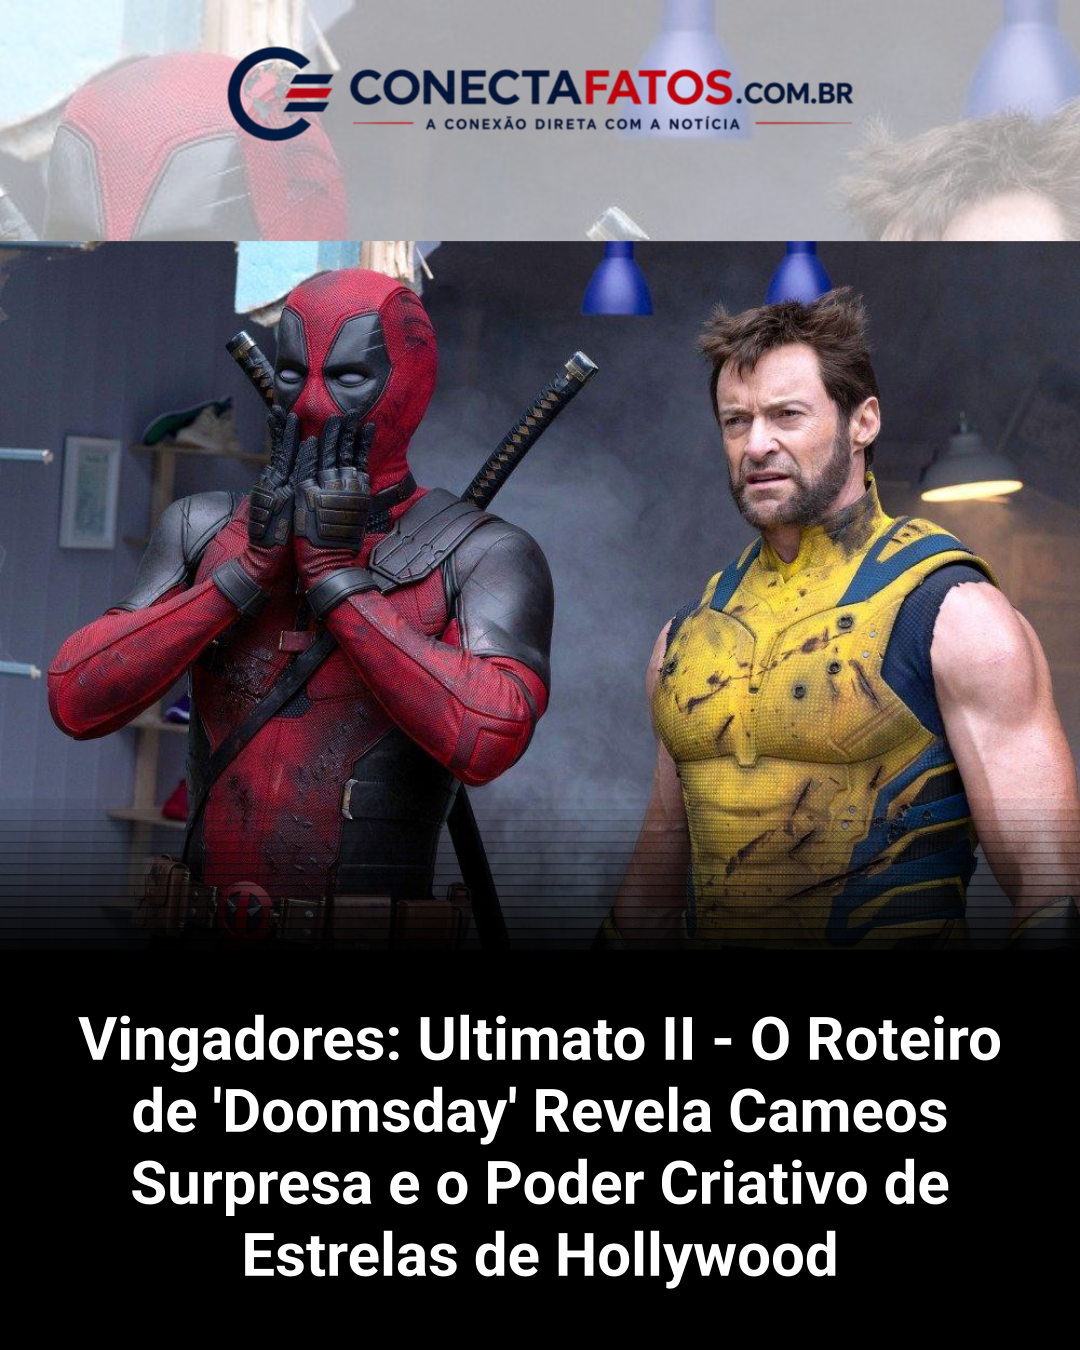 CONECTAFATOS.COM.BR
A CONEXÃO DIRETA COM A NOTÍCIA
Vingadores: Ultimato II - O Roteiro
de 'Doomsday' Revela Cameos
Surpresa e o Poder Criativo de
Estrelas de Hollywood